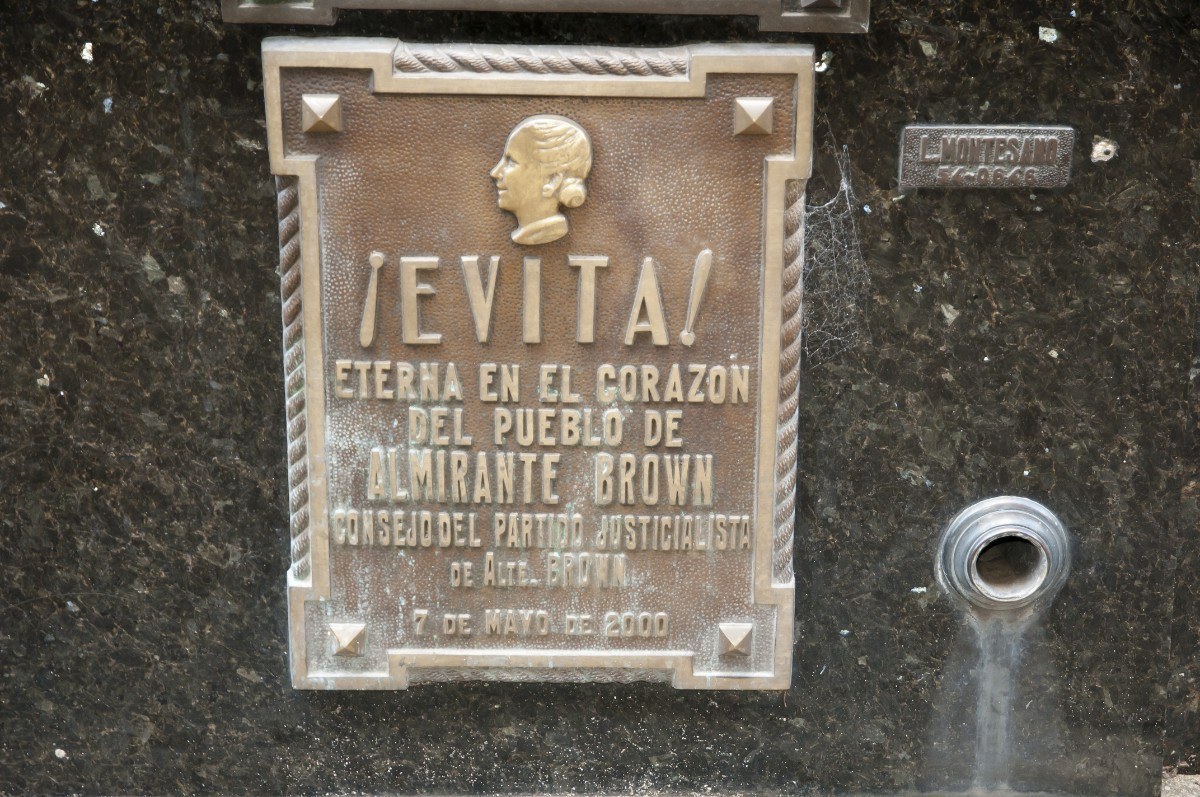 ¡EVITA!
ETERNA EN EL CORAZON
DEL PUEBLO DE
ALMIRANTE BROWN
CONSEJO DEL PARTIDO JUSTICIALISTA
DE ALTE. BROWN
7 DE MAYO DE 2000
L. MONTESANO